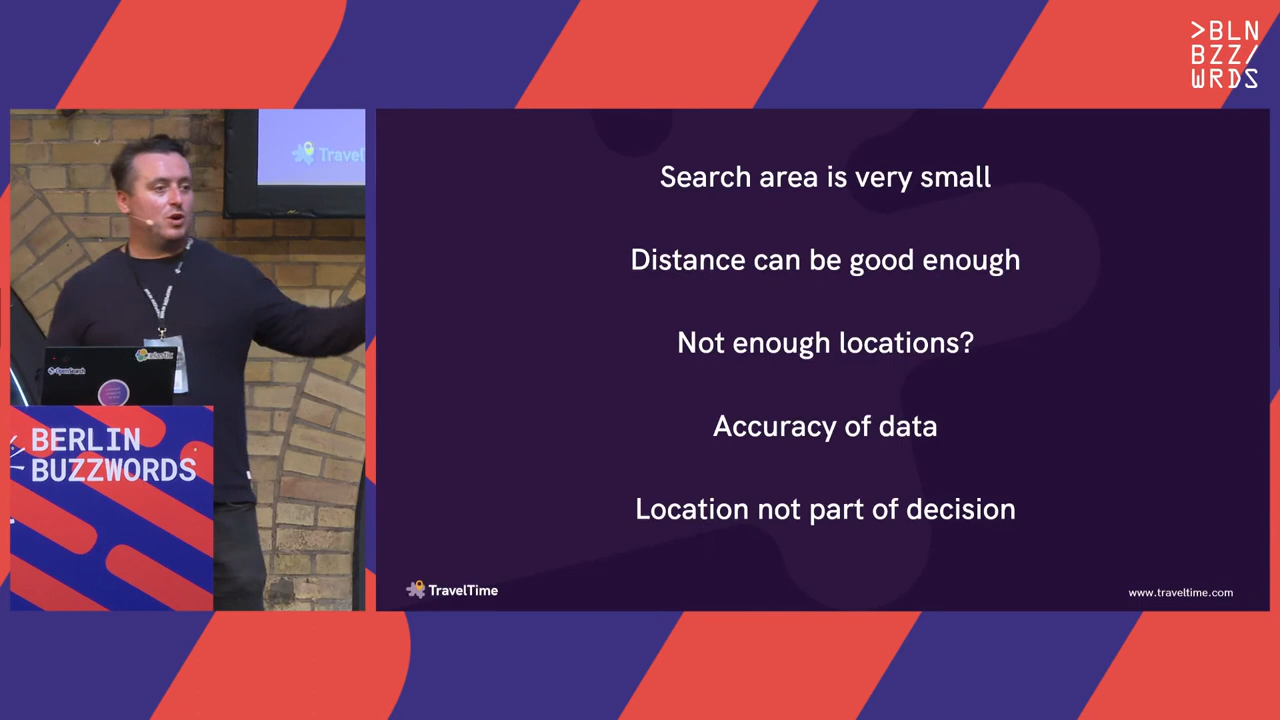 >BLN
BZZ/
WRDS
Travel
OpenSearch
BERLIN
BUZZWORDS
Search area is very small
Distance can be good enough
Not enough locations?
Accuracy of data
Location not part of decision
TravelTime
www.traveltime.com